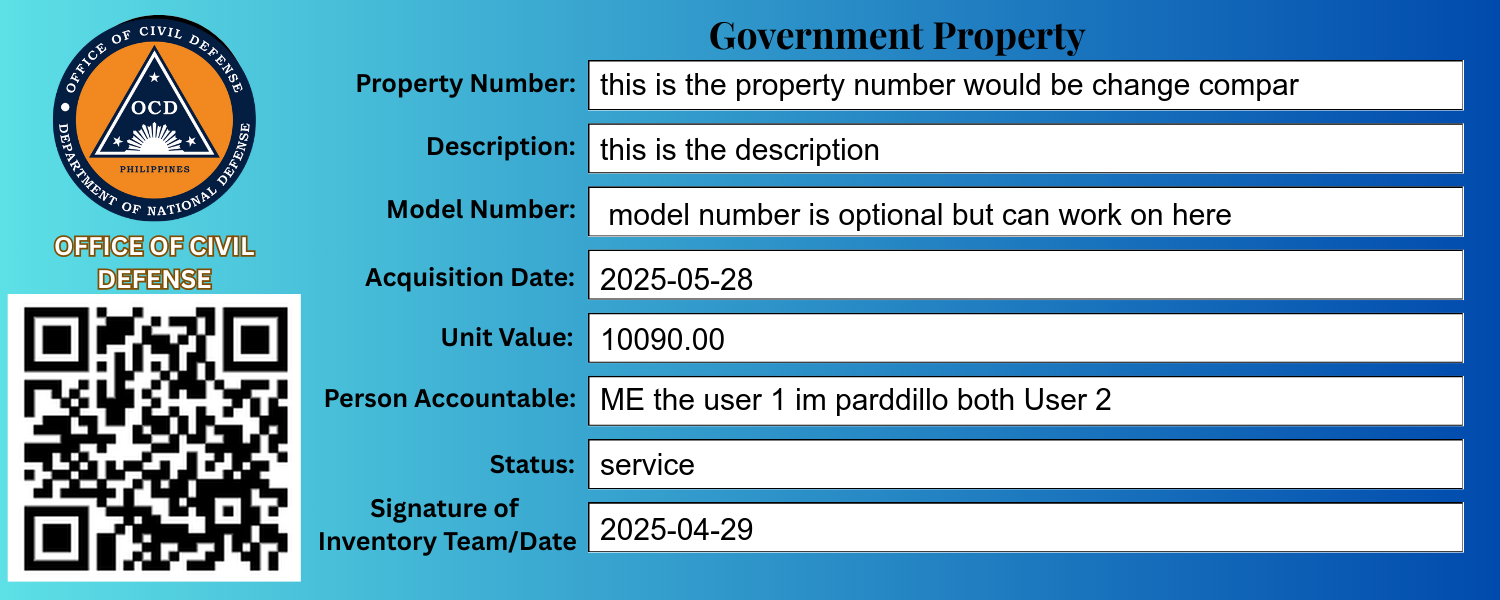 OFFICE OF CIVIL DEFENSE
DEPARTMENT OF NATIONAL DEFENSE
OCD
PHILIPPINES
OFFICE OF CIVIL
DEFENSE
Government Property
Property Number: this is the property number would be change compar
Description: this is the description
Model Number: model number is optional but can work on here
Acquisition Date: 2025-05-28
Unit Value: 10090.00
Person Accountable: ME the user 1 im parddillo both User 2
Status: service
Signature of
Inventory Team/Date 2025-04-29